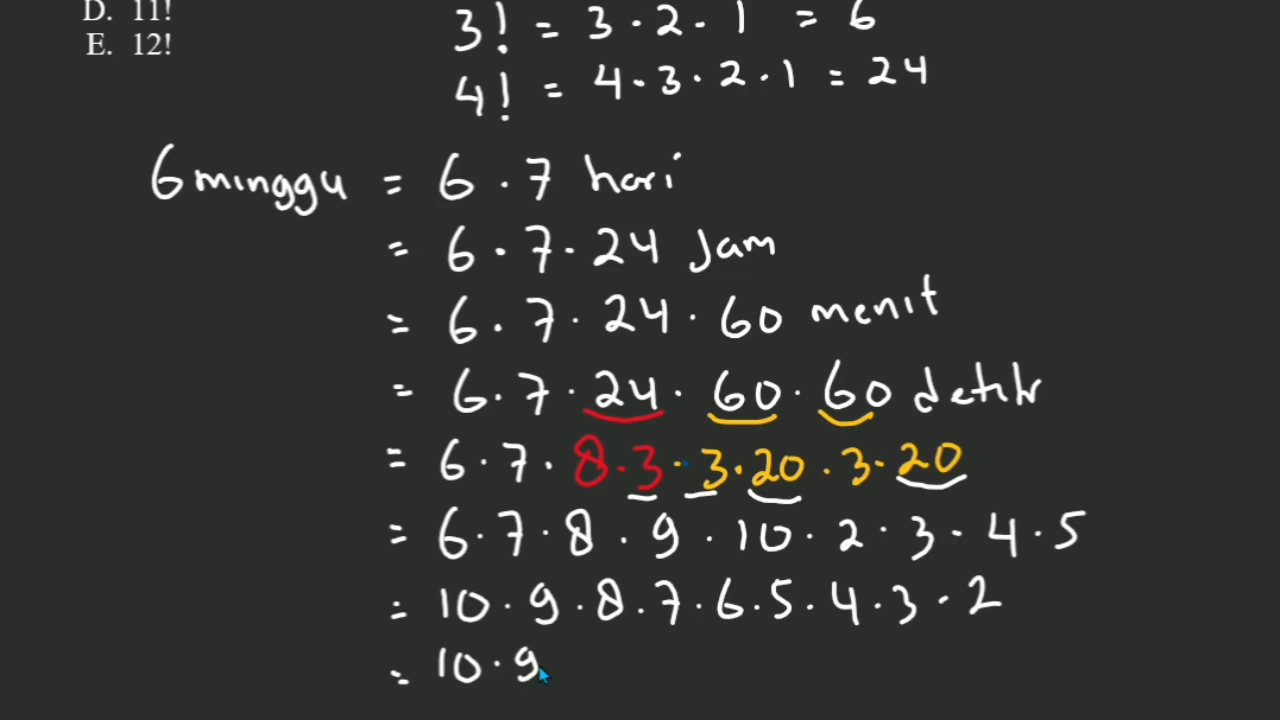 D. 11!
3! = 3 · 2 · 1 = 6
E. 12!
4! = 4 · 3 · 2 · 1 = 24
6 minggu = 6 · 7 hari
= 6 · 7 · 24 Jam
= 6 · 7 · 24 · 60 menit
= 6 · 7 · 24 · 60 · 60 detik
= 6 · 7 · 8 · 3 · 3 · 20 · 3 · 20
= 6 · 7 · 8 · 9 · 10 · 2 · 3 · 4 · 5
= 10 · 9 · 8 · 7 · 6 · 5 · 4 · 3 · 2
= 10 · 9